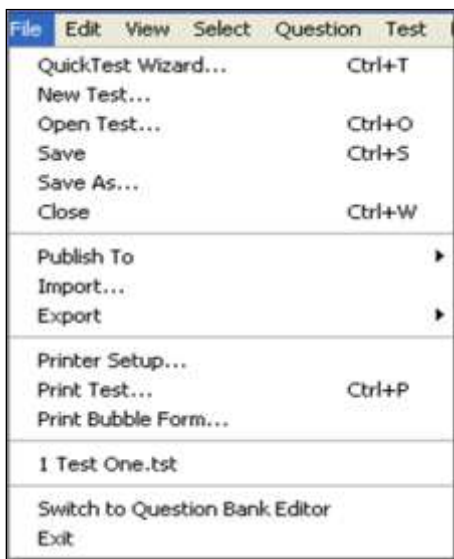 File Edit View Select Question Test
QuickTest Wizard... Ctrl+T
New Test...
Open Test... Ctrl+O
Save Ctrl+S
Save As...
Close Ctrl+W
Publish To
Import...
Export
Printer Setup...
Print Test... Ctrl+P
Print Bubble Form...
1 Test One.tst
Switch to Question Bank Editor
Exit